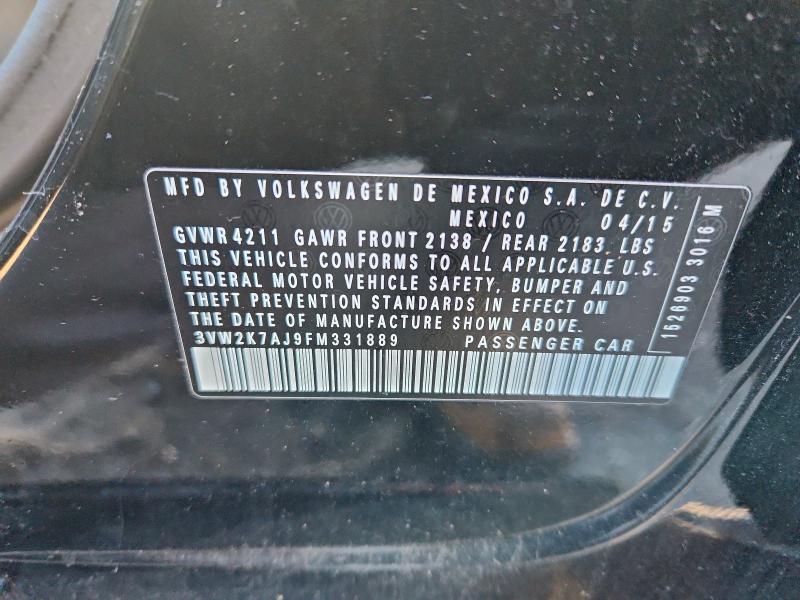 MFD BY VOLKSWAGEN DE MEXICO S.A. DE C.V.
MEXICO 04/15
GVWR 4211 GAWR FRONT 2138 / REAR 2183 LBS
THIS VEHICLE CONFORMS TO ALL APPLICABLE U.S.
FEDERAL MOTOR VEHICLE SAFETY, BUMPER AND
THEFT PREVENTION STANDARDS IN EFFECT ON
THE DATE OF MANUFACTURE SHOWN ABOVE.
3VW2K7AJ9FM331889 PASSENGER CAR
1526903 3016 M